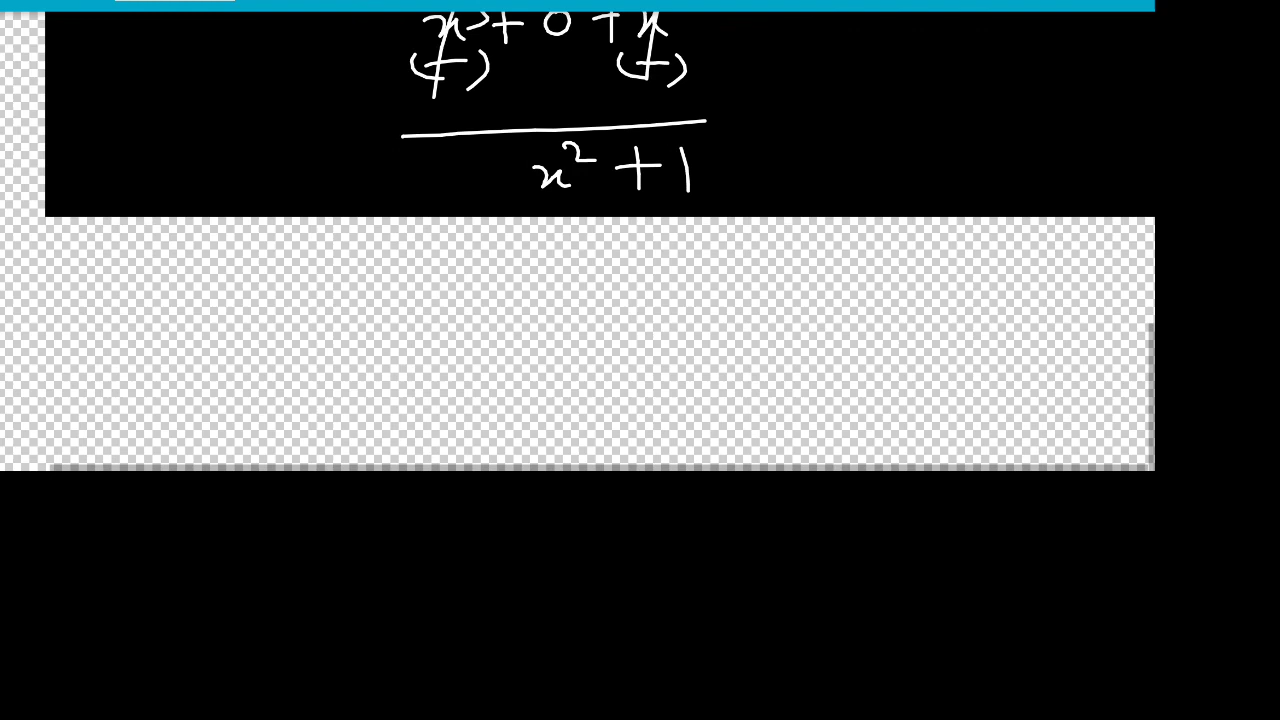 x³ + 0 + x
(-) (-)
x² + 1